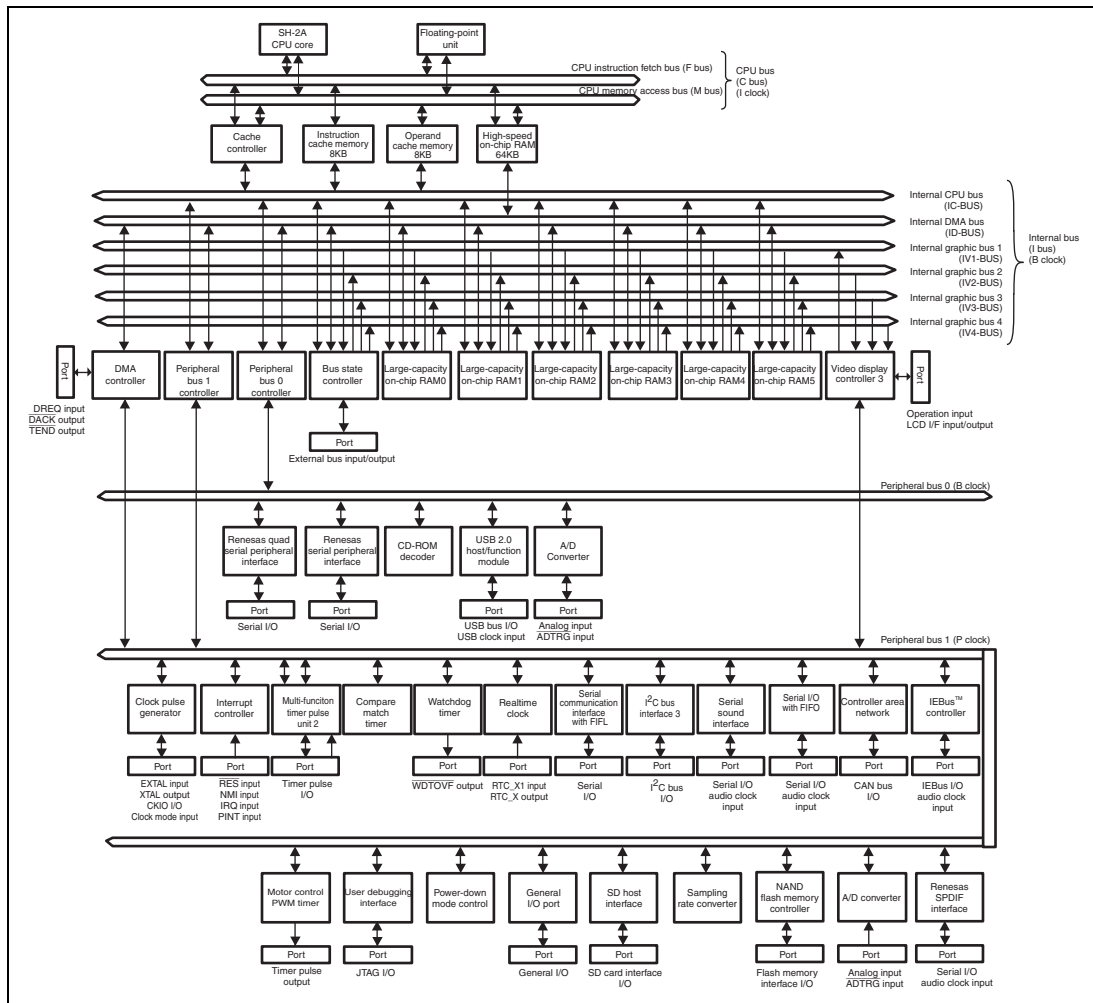 SH-2A
CPU core
Floating-point
unit
CPU instruction fetch bus (F bus)
CPU memory access bus (M bus)
CPU bus
(C bus)
(I clock)
Cache
controller
Instruction
cache memory
8KB
Operand
cache memory
8KB
High-speed
on-chip RAM
64KB
Internal CPU bus
(IC-BUS)
Internal DMA bus
(ID-BUS)
Internal graphic bus 1
(IV1-BUS)
Internal graphic bus 2
(IV2-BUS)
Internal graphic bus 3
(IV3-BUS)
Internal graphic bus 4
(IV4-BUS)
Internal bus
(I bus)
(B clock)
Port
DREQ input
DACK output
TEND output
DMA
controller
Peripheral
bus 1
controller
Peripheral
bus 0
controller
Bus state
controller
Large-capacity
on-chip RAM0
Large-capacity
on-chip RAM1
Large-capacity
on-chip RAM2
Large-capacity
on-chip RAM3
Large-capacity
on-chip RAM4
Large-capacity
on-chip RAM5
Video display
controller 3
Port
Operation input
LCD I/F input/output
Port
External bus input/output
Peripheral bus 0 (B clock)
Renesas quad
serial peripheral
interface
Renesas
serial peripheral
interface
CD-ROM
decoder
USB 2.0
host/function
module
A/D
Converter
Port
Serial I/O
Port
Serial I/O
Port
USB bus I/O
USB clock input
Port
Analog input
ADTRG input
Peripheral bus 1 (P clock)
Clock pulse
generator
Interrupt
controller
Multi-funciton
timer pulse
unit 2
Compare
match
timer
Watchdog
timer
Realtime
clock
Serial
communication
interface
with FIFL
I²C bus
interface 3
Serial
sound
interface
Serial I/O
with FIFO
Controller area
network
IEBus™
controller
Port
EXTAL input
XTAL output
CKIO I/O
Clock mode input
Port
RES input
NMI input
IRQ input
PINT input
Port
Timer pulse
I/O
Port
WDTOVF output
Port
RTC_X1 input
RTC_X output
Port
Serial
I/O
Port
I²C bus
I/O
Port
Serial I/O
audio clock
input
Port
Serial I/O
audio clock
input
Port
CAN bus
I/O
Port
IEBus I/O
audio clock
input
Motor control
PWM timer
User debugging
interface
Power-down
mode control
General
I/O port
SD host
interface
Sampling
rate converter
NAND
flash memory
controller
A/D converter
Renesas
SPDIF
interface
Port
Timer pulse
output
Port
JTAG I/O
Port
General I/O
Port
SD card interface
I/O
Port
Flash memory
interface I/O
Port
Analog input
ADTRG input
Port
Serial I/O
audio clock input